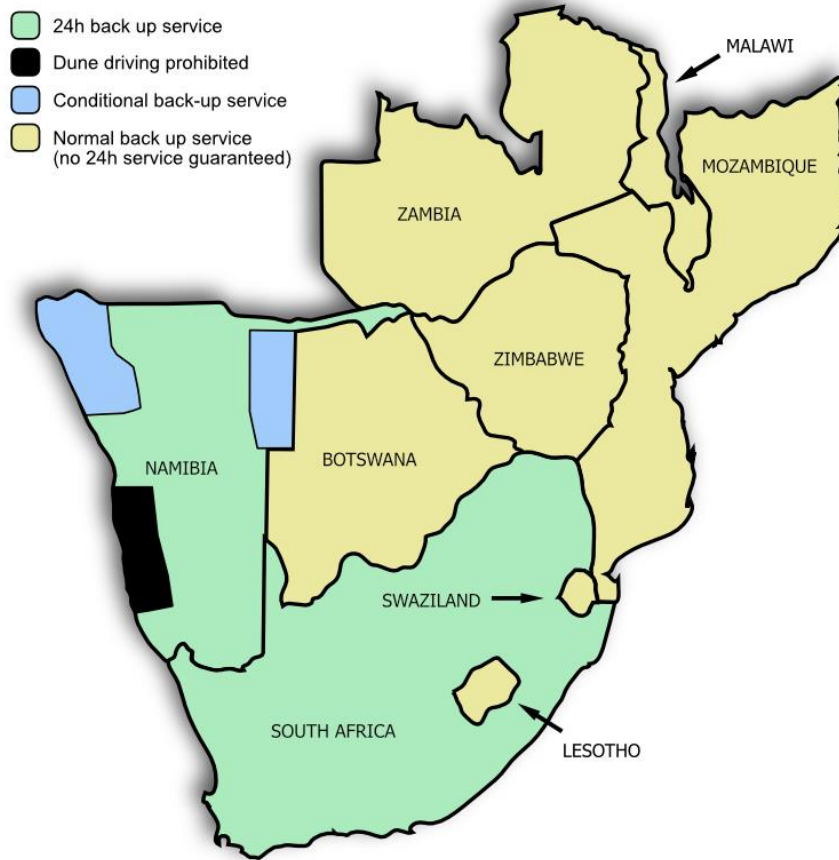 24h back up service
Dune driving prohibited
Conditional back-up service
Normal back up service
(no 24h service guaranteed)
MALAWI
MOZAMBIQUE
ZAMBIA
ZIMBABWE
NAMIBIA
BOTSWANA
SWAZILAND
SOUTH AFRICA
LESOTHO